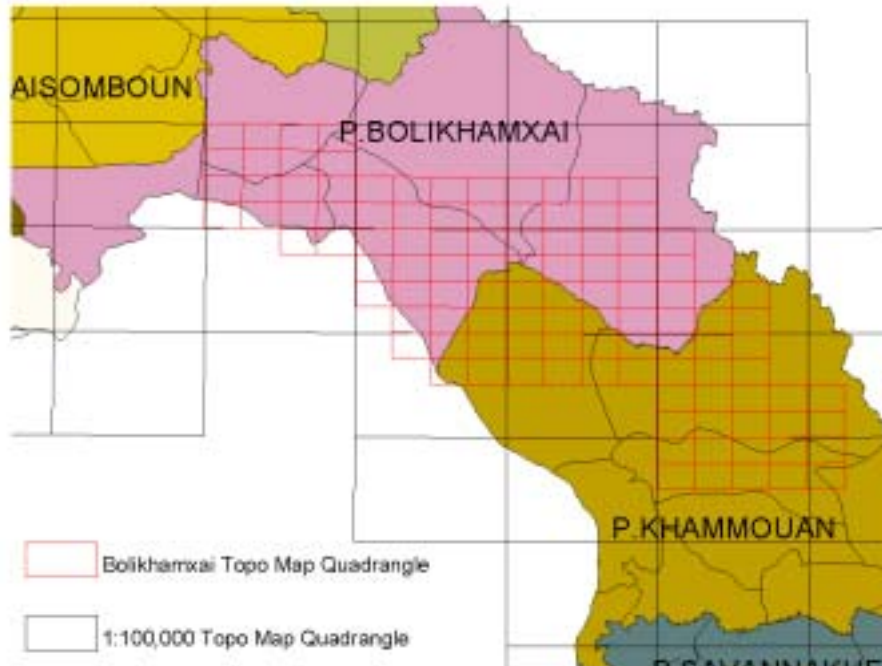 AISOMBOUN
P.BOLIKHAMXAI
P.KHAMMOUAN
Bolikhamxai Topo Map Quadrangle
1:100,000 Topo Map Quadrangle